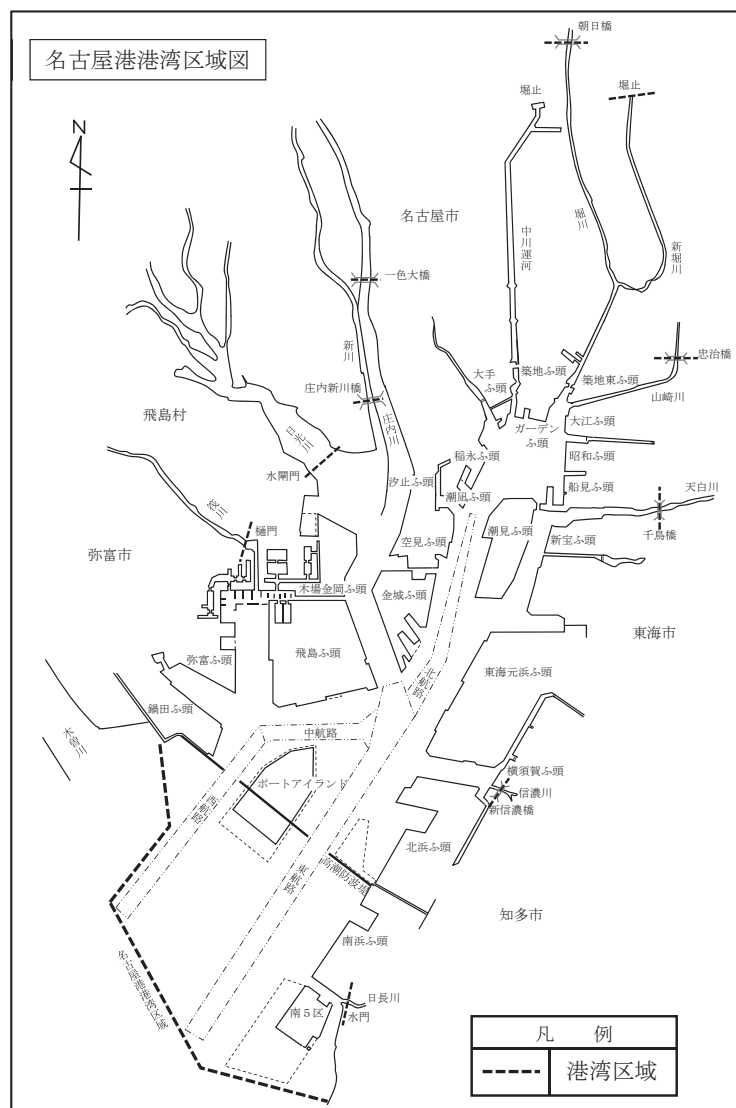 名古屋港港湾区域図
朝日橋
堀止
堀止
N
名古屋市
中川運河
堀川
新堀川
一色大橋
新川
庄内新川橋
庄内川
大手
ふ頭
築地ふ頭
築地東ふ頭
忠治橋
山崎川
飛島村
日光川
水閘門
ガーデン
ふ頭
大江ふ頭
稲永ふ頭
昭和ふ頭
汐止ふ頭
潮凪ふ頭
船見ふ頭
天白川
千鳥橋
筏川
樋門
空見ふ頭
潮見ふ頭
新宝ふ頭
弥富市
木場金岡ふ頭
金城ふ頭
東海市
弥富ふ頭
飛島ふ頭
北航路
東海元浜ふ頭
鍋田ふ頭
木曽川
中航路
西航路
ポートアイランド
横須賀ふ頭
信濃川
新信濃橋
東航路
高潮防波堤
北浜ふ頭
知多市
南浜ふ頭
名古屋港港湾区域
日長川
水門
南5区
凡 例
港湾区域